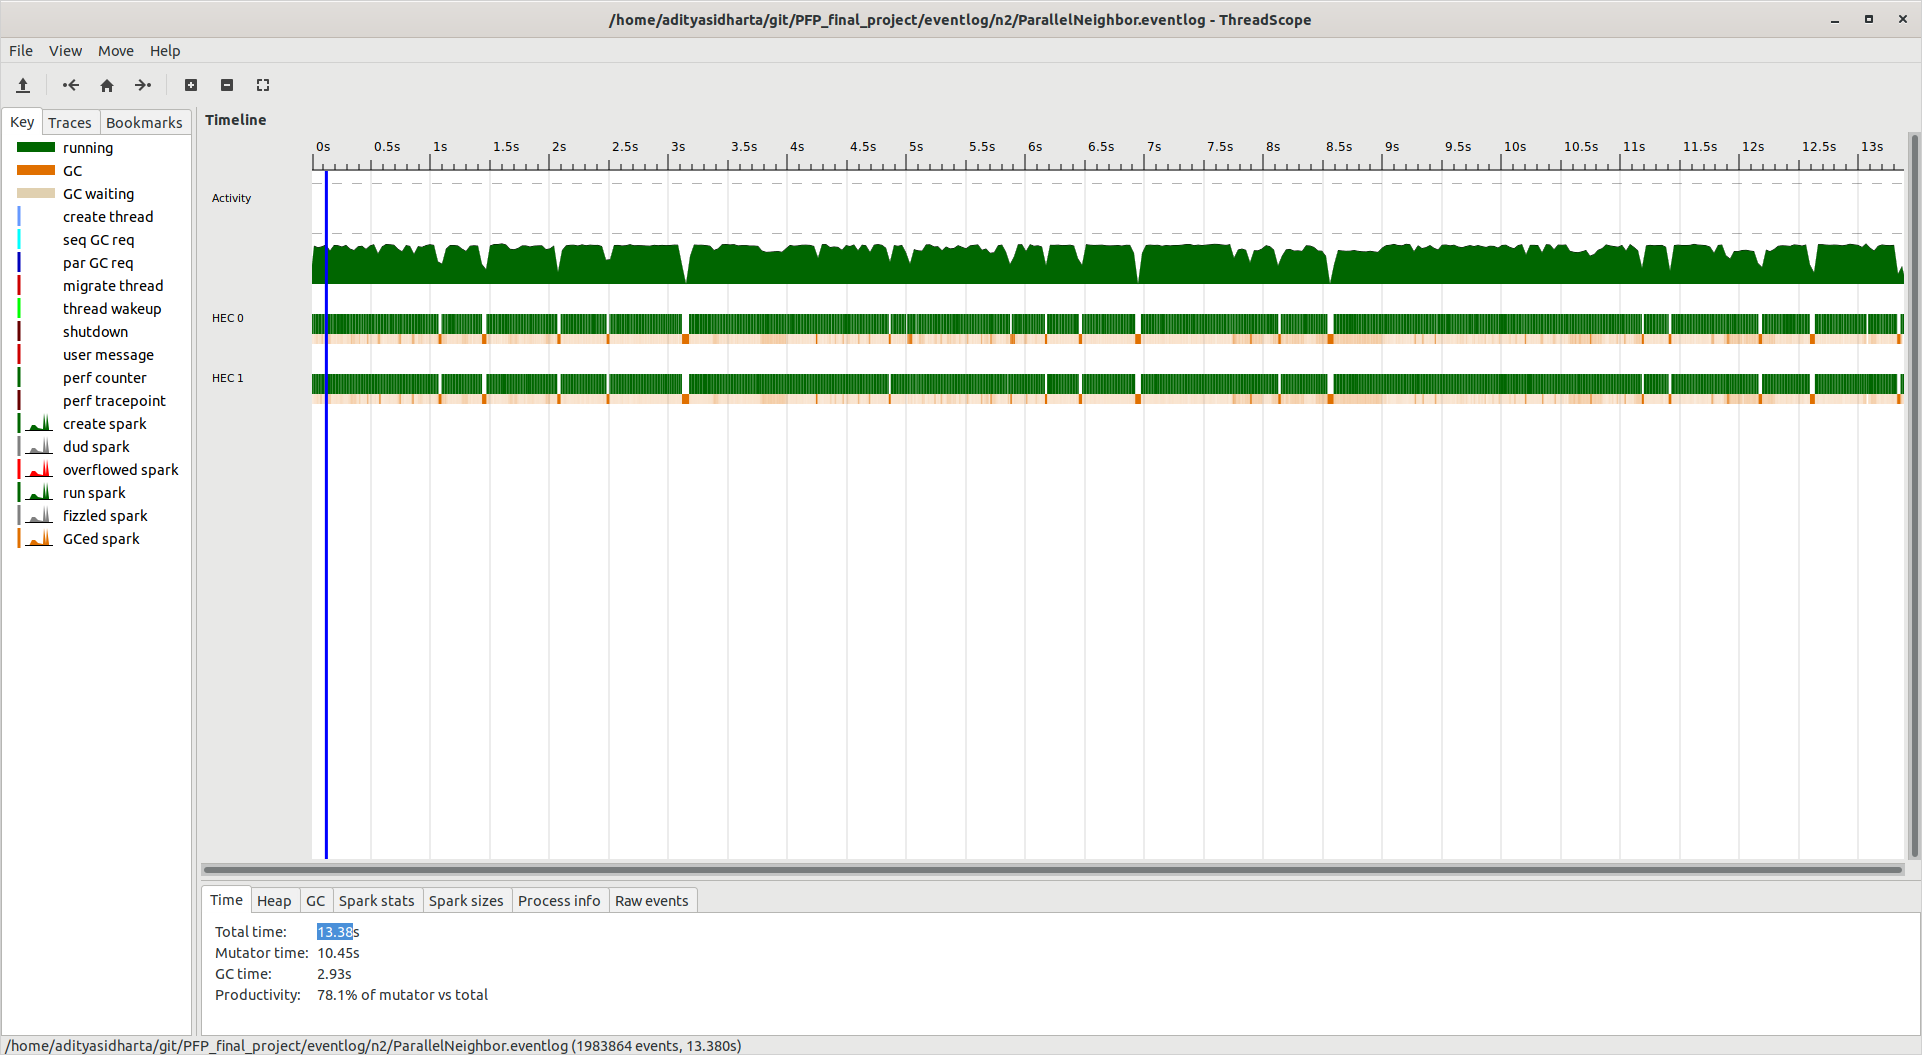 /home/adityasidharta/git/PFP_final_project/eventlog/n2/ParallelNeighbor.eventlog - ThreadScope
File View Move Help
Key Traces Bookmarks
running
GC
GC waiting
create thread
seq GC req
par GC req
migrate thread
thread wakeup
shutdown
user message
perf counter
perf tracepoint
create spark
dud spark
overflowed spark
run spark
fizzled spark
GCed spark
Timeline
0s 0.5s 1s 1.5s 2s 2.5s 3s 3.5s 4s 4.5s 5s 5.5s 6s 6.5s 7s 7.5s 8s 8.5s 9s 9.5s 10s 10.5s 11s 11.5s 12s 12.5s 13s
Activity
HEC 0
HEC 1
Time Heap GC Spark stats Spark sizes Process info Raw events
Total time: 13.38s
Mutator time: 10.45s
GC time: 2.93s
Productivity: 78.1% of mutator vs total
/home/adityasidharta/git/PFP_final_project/eventlog/n2/ParallelNeighbor.eventlog (1983864 events, 13.380s)